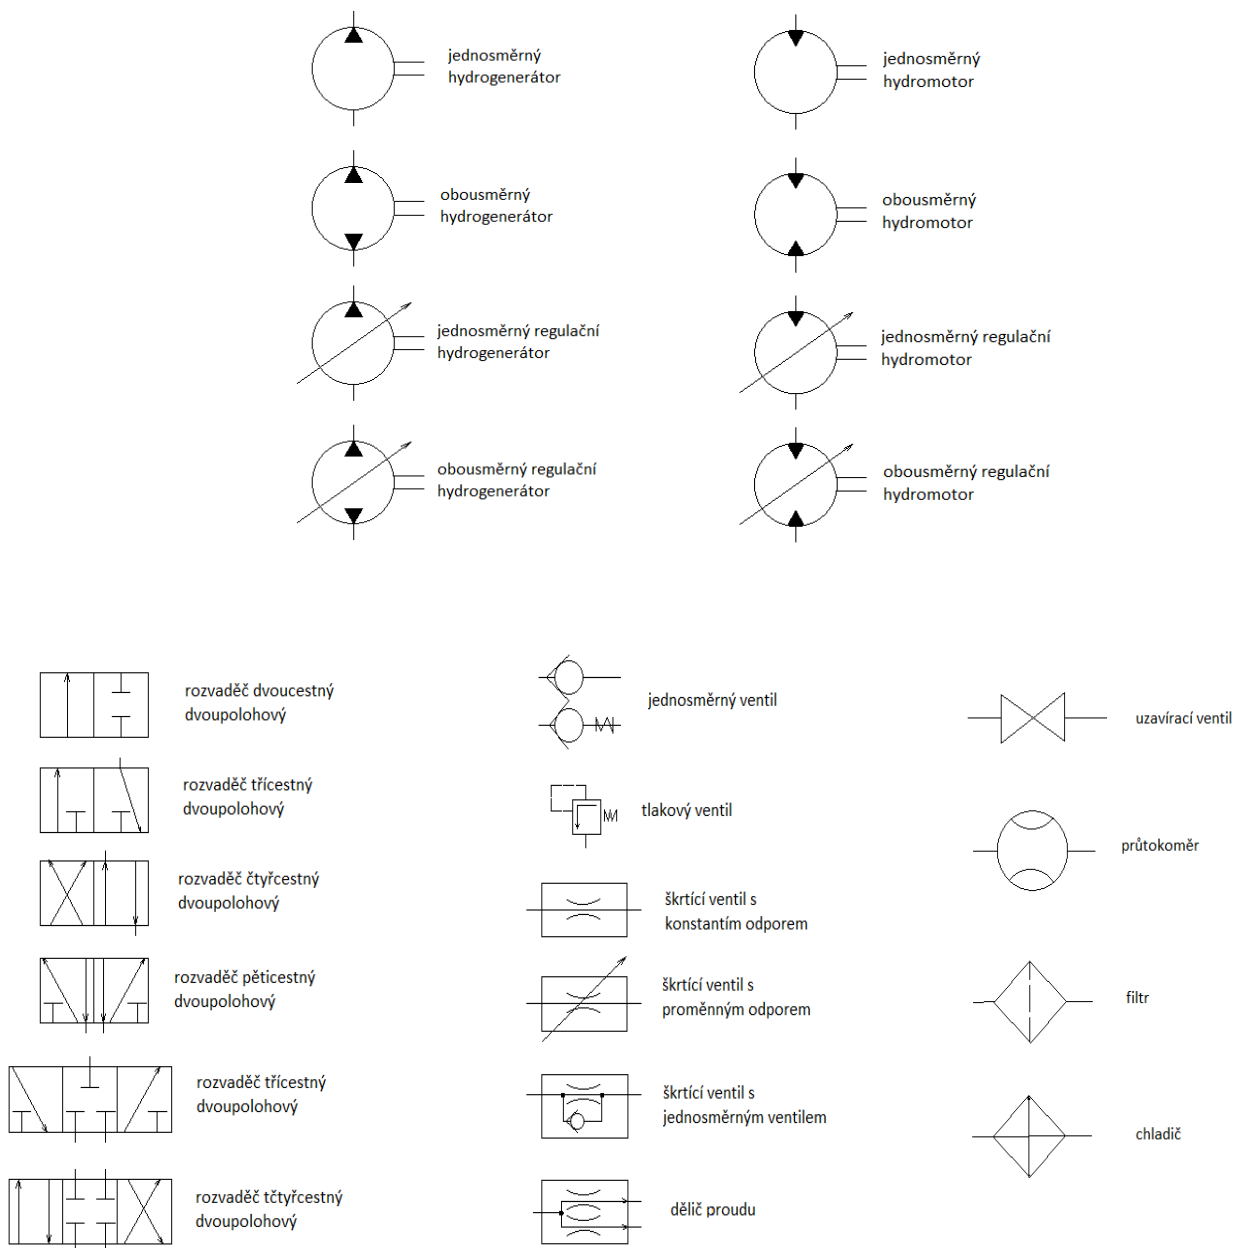 jednosměrný
hydrogenerátor
jednosměrný
hydromotor
obousměrný
hydrogenerátor
obousměrný
hydromotor
jednosměrný regulační
hydrogenerátor
jednosměrný regulační
hydromotor
obousměrný regulační
hydrogenerátor
obousměrný regulační
hydromotor
rozvaděč dvoucestný
dvoupolohový
rozvaděč třícestný
dvoupolohový
rozvaděč čtyřcestný
dvoupolohový
rozvaděč pěticestný
dvoupolohový
rozvaděč třícestný
dvoupolohový
rozvaděč tčtyřcestný
dvoupolohový
jednosměrný ventil
tlakový ventil
škrtící ventil s
konstantím odporem
škrtící ventil s
proměnným odporem
škrtící ventil s
jednosměrným ventilem
dělič proudu
uzavírací ventil
průtokoměr
filtr
chladič